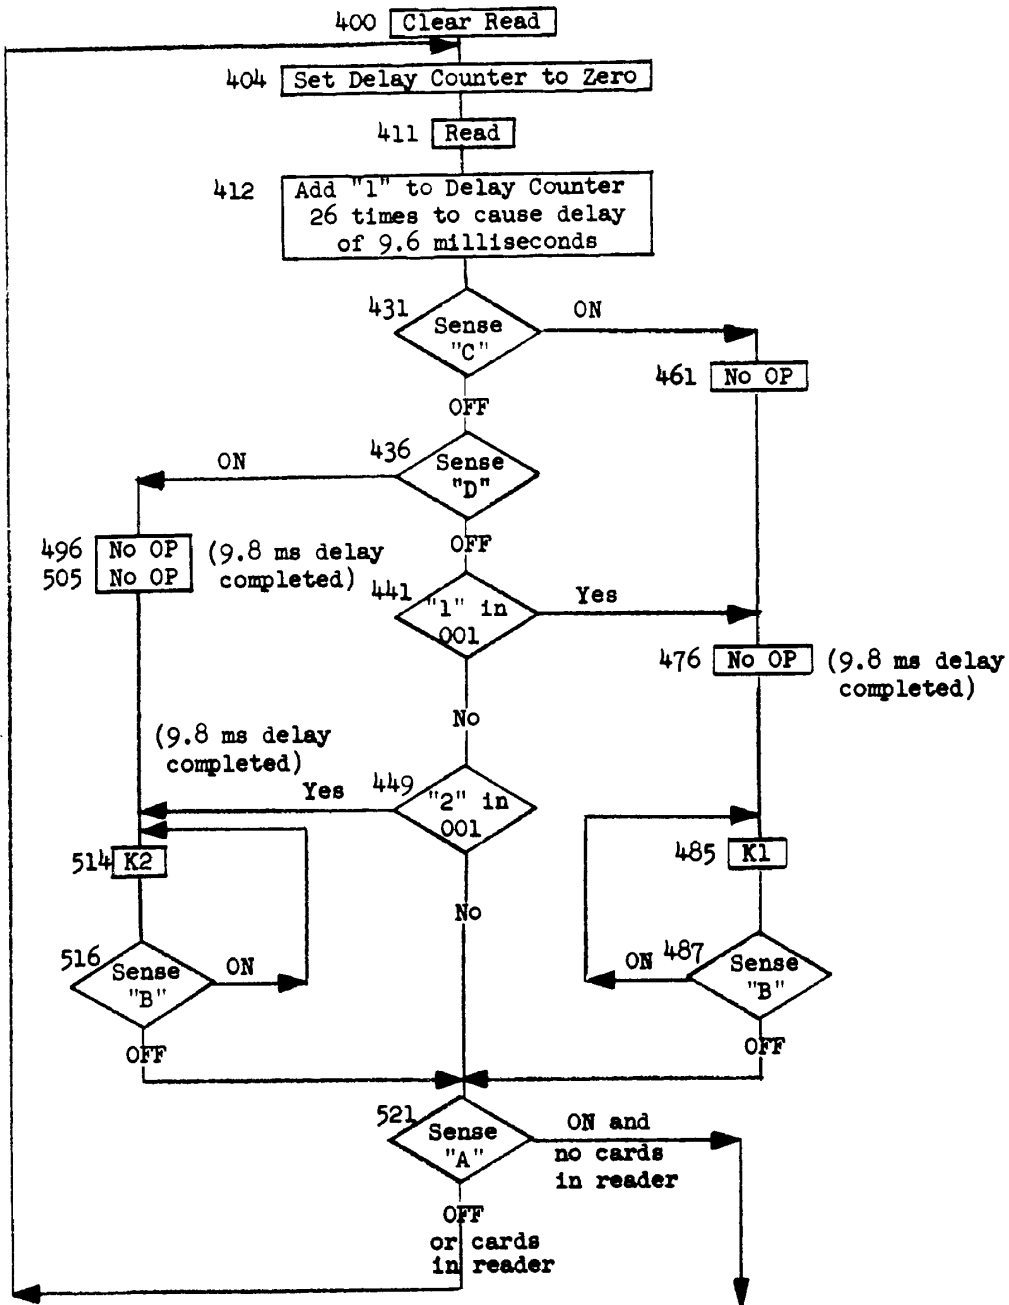 400 Clear Read
404 Set Delay Counter to Zero
411 Read
412 Add "1" to Delay Counter
26 times to cause delay
of 9.6 milliseconds
431 Sense
"C"
ON
461 No OP
OFF
436 Sense
"D"
ON
496 No OP (9.8 ms delay
505 No OP completed)
OFF
441 "1" in
001
Yes
476 No OP (9.8 ms delay
completed)
No
(9.8 ms delay
completed)
449 "2" in
001
Yes
514 K2
485 K1
No
516 Sense
"B"
ON
487 Sense
"B"
ON
OFF
OFF
521 Sense
"A"
ON and
no cards
in reader
OFF
or cards
in reader